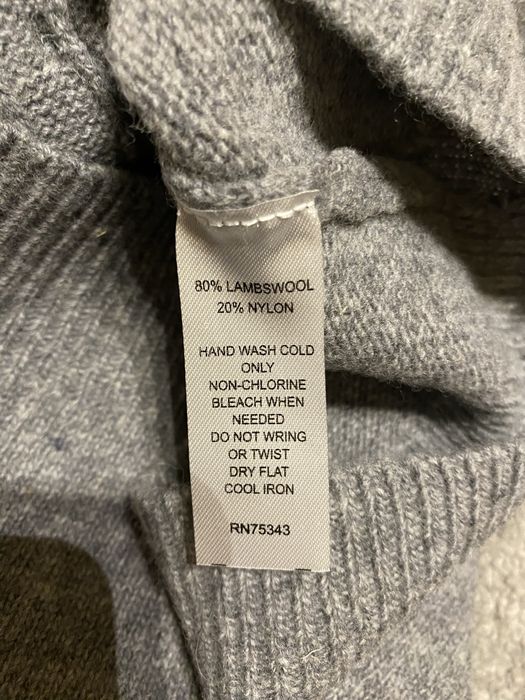 80% LAMBSWOOL
20% NYLON
HAND WASH COLD
ONLY
NON-CHLORINE
BLEACH WHEN
NEEDED
DO NOT WRING
OR TWIST
DRY FLAT
COOL IRON
RN75343